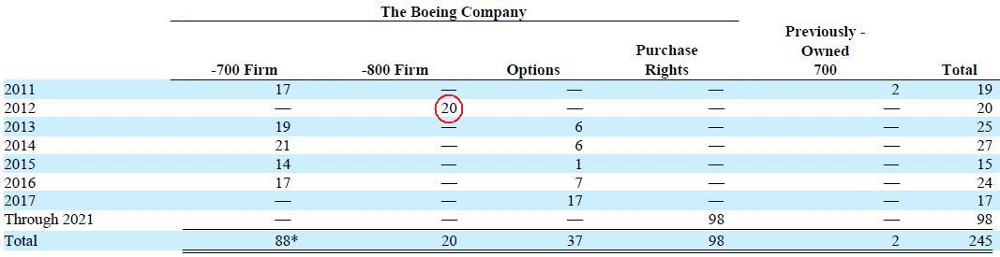 The Boeing Company
-700 Firm -800 Firm Options Purchase Rights Previously - Owned 700 Total
2011 17 — — — 2 19
2012 — 20 — — — 20
2013 19 — 6 — — 25
2014 21 — 6 — — 27
2015 14 — 1 — — 15
2016 17 — 7 — — 24
2017 — — 17 — — 17
Through 2021 — — — 98 — 98
Total 88* 20 37 98 2 245